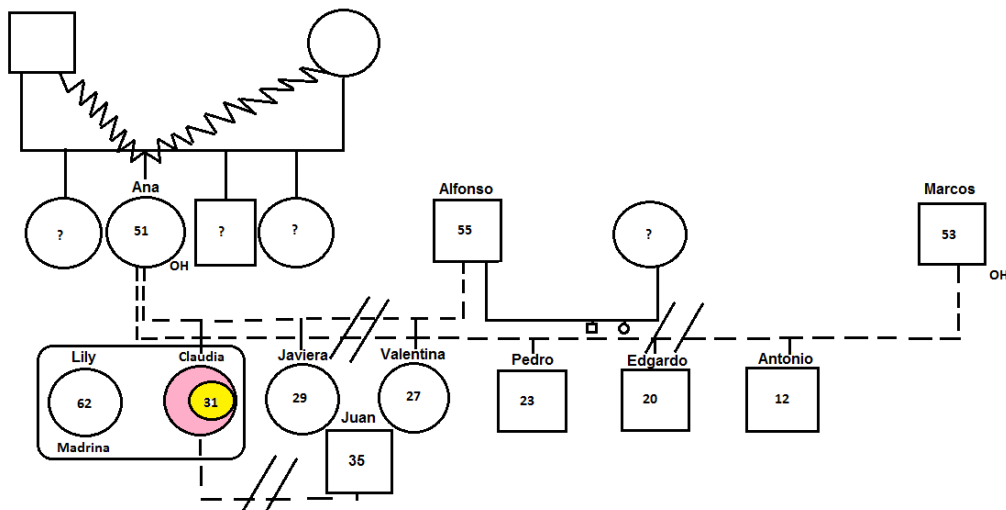 Ana
Alfonso
Marcos
?
51
?
?
55
?
53
OH
OH
Lily
Claudia
Javiera
Valentina
Pedro
Edgardo
Antonio
62
31
29
27
23
20
12
Juan
Madrina
35